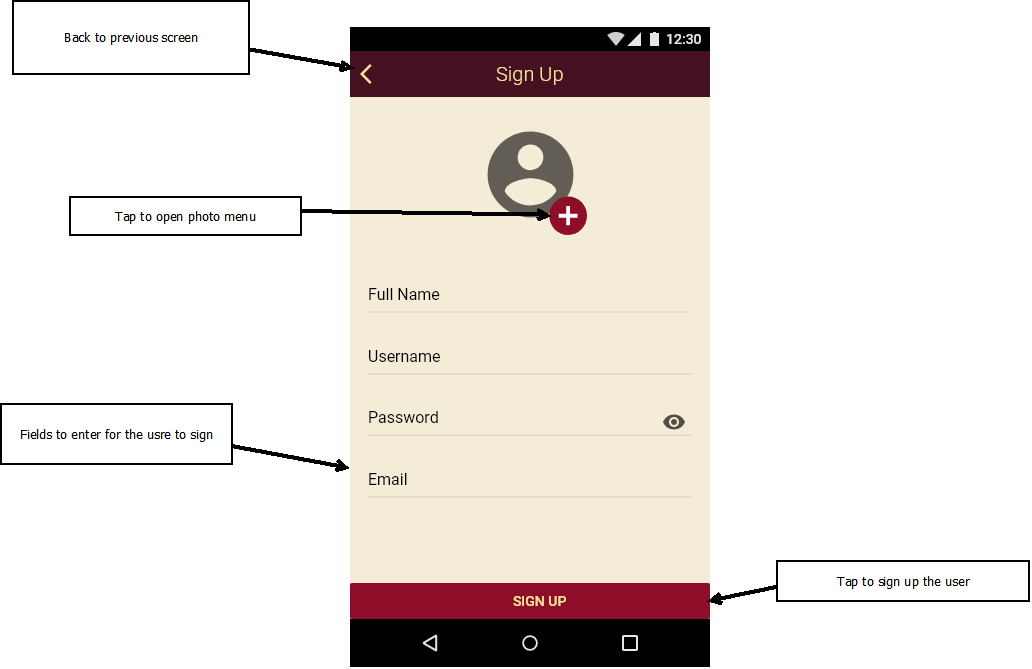 Back to previous screen
12:30
Sign Up
Tap to open photo menu
Full Name
Username
Password
Fields to enter for the usre to sign
Email
Tap to sign up the user
SIGN UP